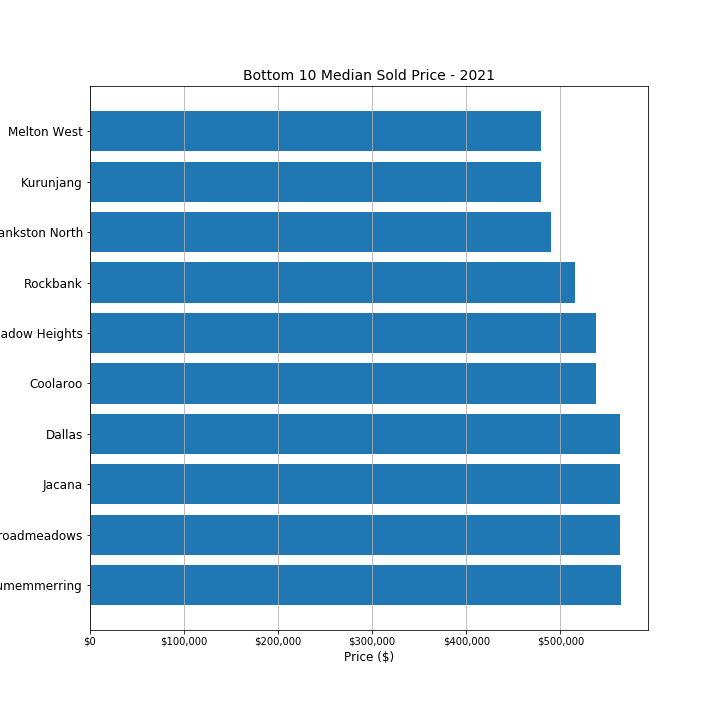 Bottom 10 Median Sold Price - 2021
Melton West
Kurunjang
ankston North
Rockbank
adow Heights
Coolaroo
Dallas
Jacana
roadmeadows
umemmerring
$0 $100,000 $200,000 $300,000 $400,000 $500,000
Price ($)